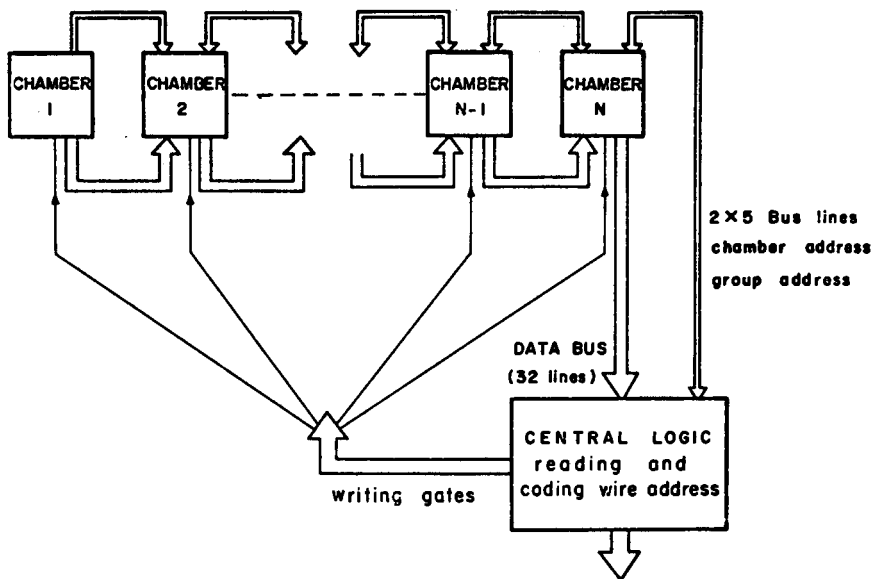 CHAMBER
1
CHAMBER
2
CHAMBER
N-1
CHAMBER
N
2×5 Bus lines
chamber address
group address
DATA BUS
(32 lines)
CENTRAL LOGIC
reading and
coding wire address
writing gates